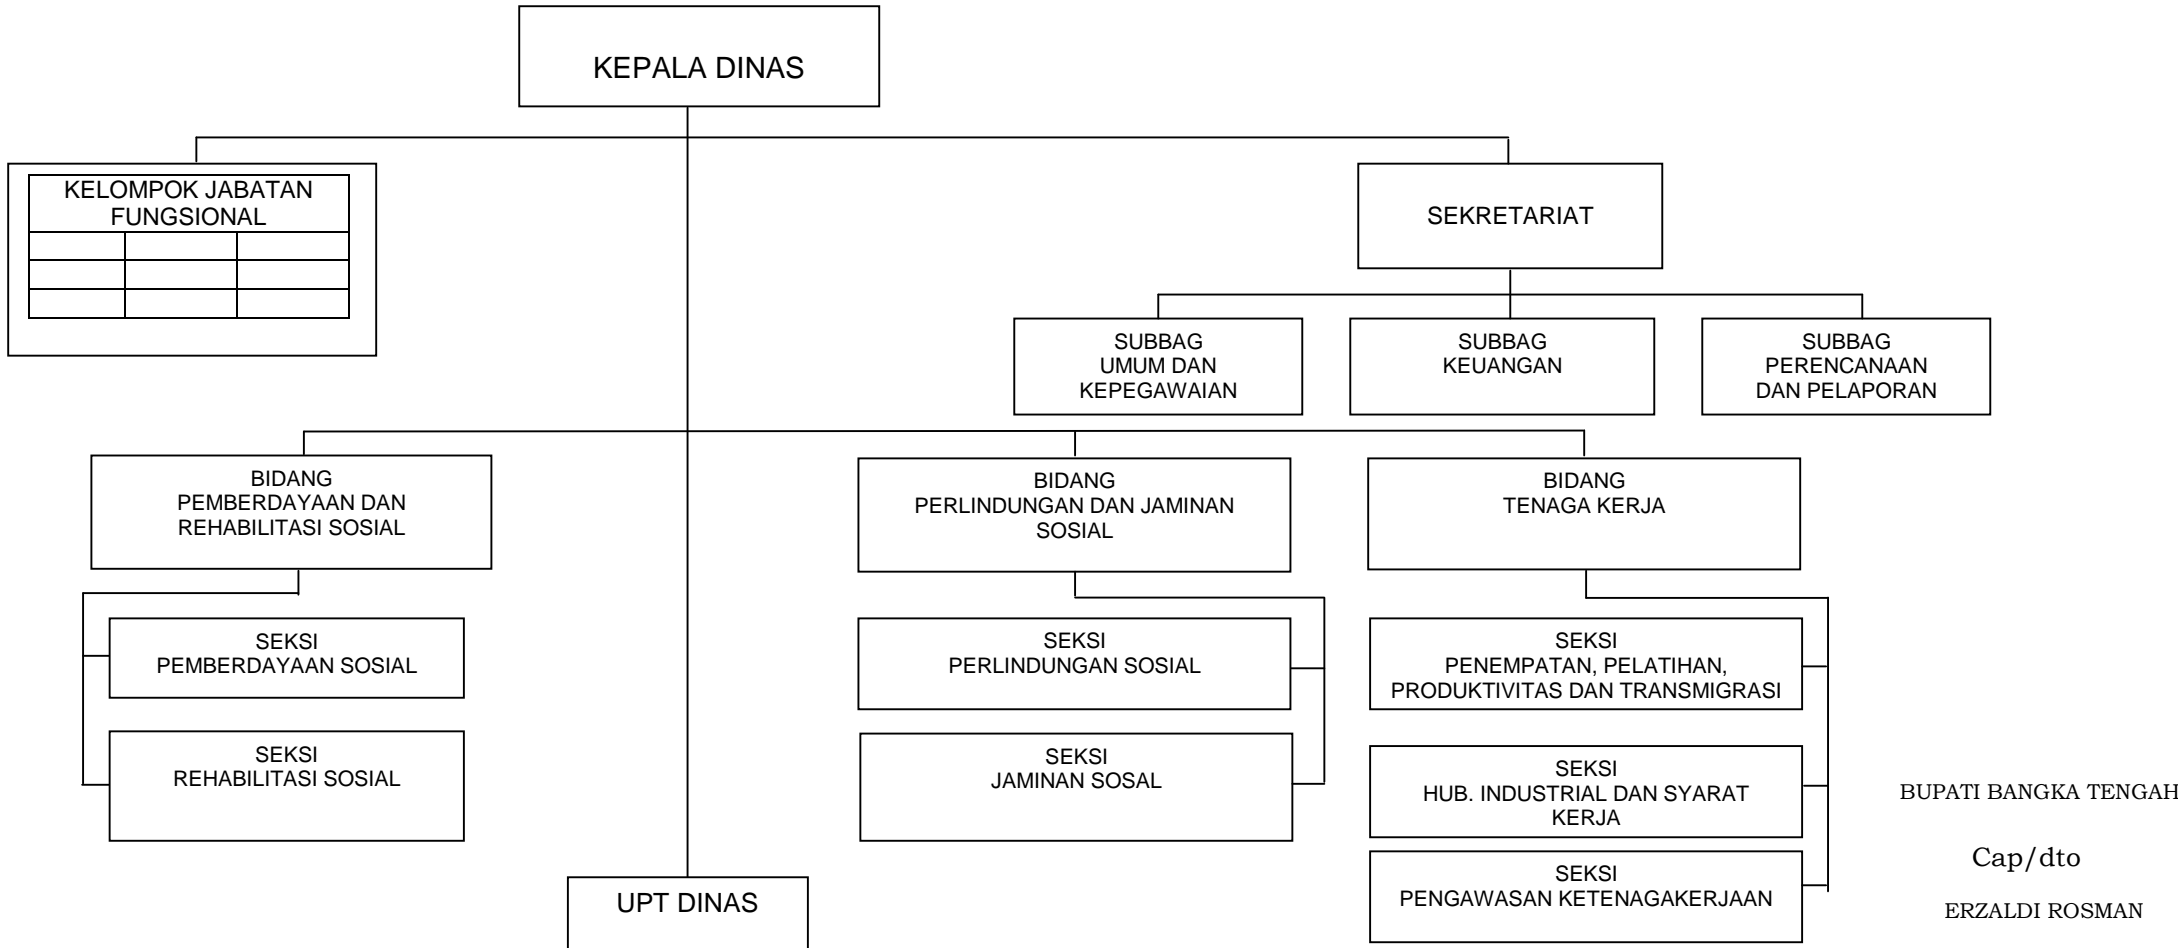 KEPALA DINAS
KELOMPOK JABATAN
FUNGSIONAL
SEKRETARIAT
SUBBAG
UMUM DAN
KEPEGAWAIAN
SUBBAG
KEUANGAN
SUBBAG
PERENCANAAN
DAN PELAPORAN
BIDANG
PEMBERDAYAAN DAN
REHABILITASI SOSIAL
BIDANG
PERLINDUNGAN DAN JAMINAN
SOSIAL
BIDANG
TENAGA KERJA
SEKSI
PEMBERDAYAAN SOSIAL
SEKSI
PERLINDUNGAN SOSIAL
SEKSI
PENEMPATAN, PELATIHAN,
PRODUKTIVITAS DAN TRANSMIGRASI
SEKSI
REHABILITASI SOSIAL
SEKSI
JAMINAN SOSAL
SEKSI
HUB. INDUSTRIAL DAN SYARAT
KERJA
SEKSI
PENGAWASAN KETENAGAKERJAAN
UPT DINAS
BUPATI BANGKA TENGAH
Cap/dto
ERZALDI ROSMAN